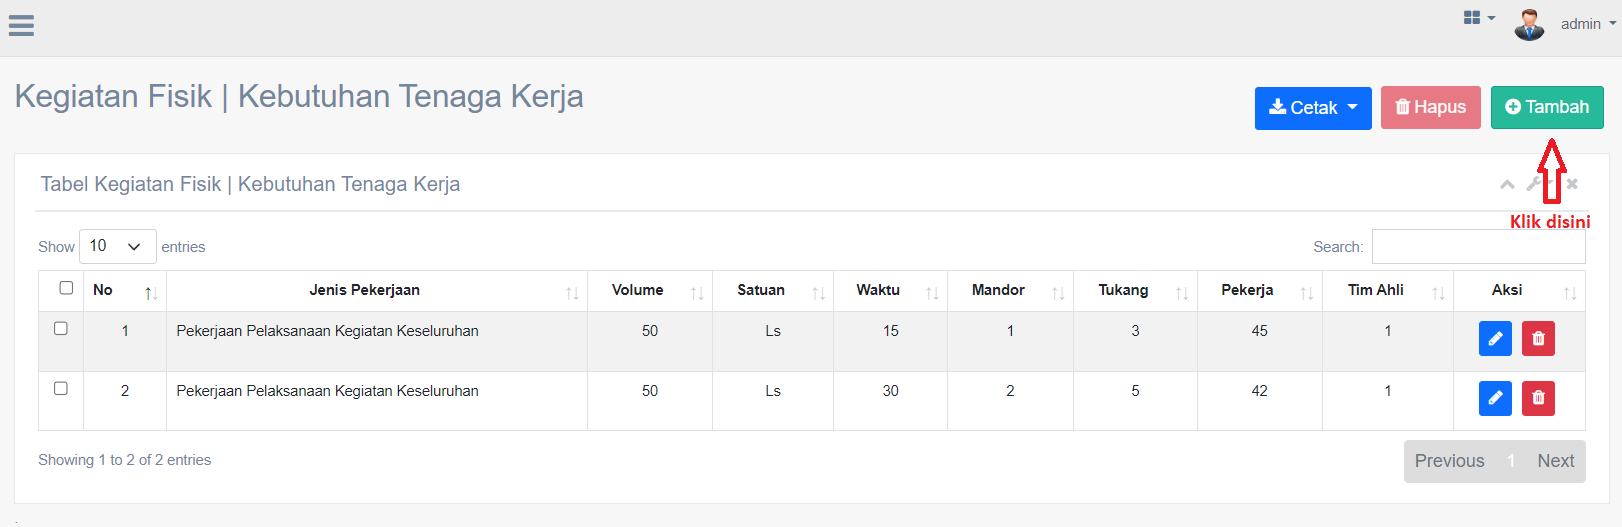 admin
Kegiatan Fisik | Kebutuhan Tenaga Kerja
Cetak Hapus Tambah
Tabel Kegiatan Fisik | Kebutuhan Tenaga Kerja
Klik disini
Show 10 entries Search:
No Jenis Pekerjaan Volume Satuan Waktu Mandor Tukang Pekerja Tim Ahli Aksi
1 Pekerjaan Pelaksanaan Kegiatan Keseluruhan 50 Ls 15 1 3 45 1
2 Pekerjaan Pelaksanaan Kegiatan Keseluruhan 50 Ls 30 2 5 42 1
Showing 1 to 2 of 2 entries Previous 1 Next